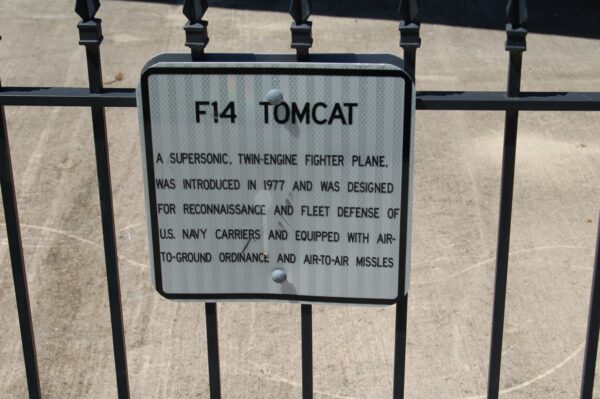 F14 TOMCAT
A SUPERSONIC, TWIN-ENGINE FIGHTER PLANE,
WAS INTRODUCED IN 1977 AND WAS DESIGNED
FOR RECONNAISSANCE AND FLEET DEFENSE OF
U.S. NAVY CARRIERS AND EQUIPPED WITH AIR-
TO-GROUND ORDINANCE AND AIR-TO-AIR MISSLES